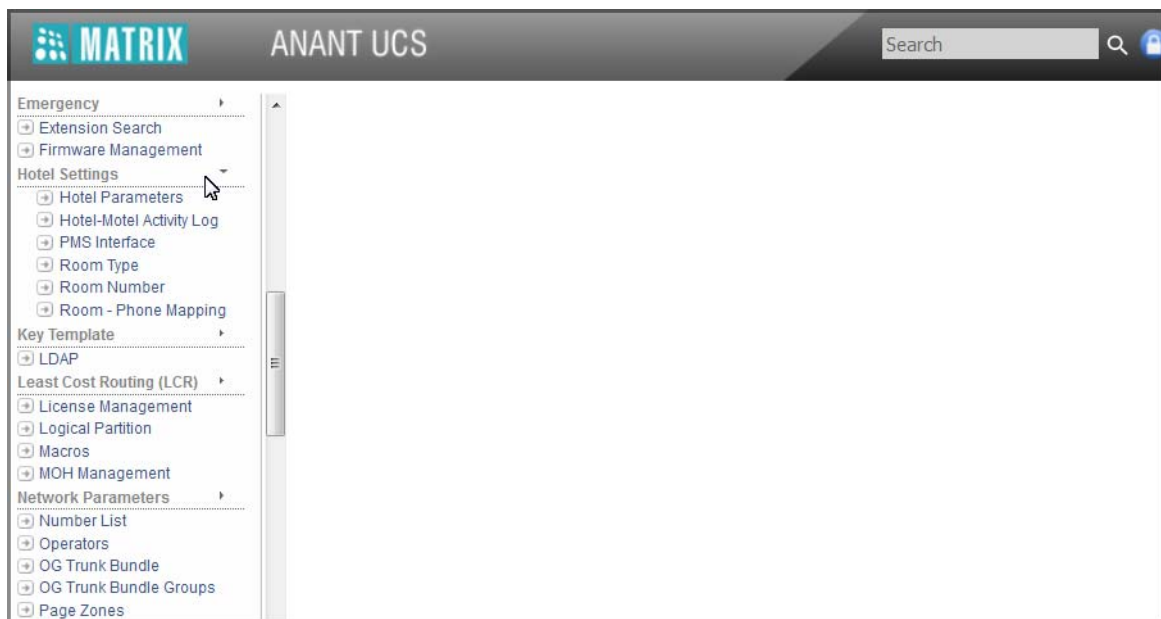 MATRIX ANANT UCS Search
Emergency
Extension Search
Firmware Management
Hotel Settings
Hotel Parameters
Hotel-Motel Activity Log
PMS Interface
Room Type
Room Number
Room - Phone Mapping
Key Template
LDAP
Least Cost Routing (LCR)
License Management
Logical Partition
Macros
MOH Management
Network Parameters
Number List
Operators
OG Trunk Bundle
OG Trunk Bundle Groups
Page Zones